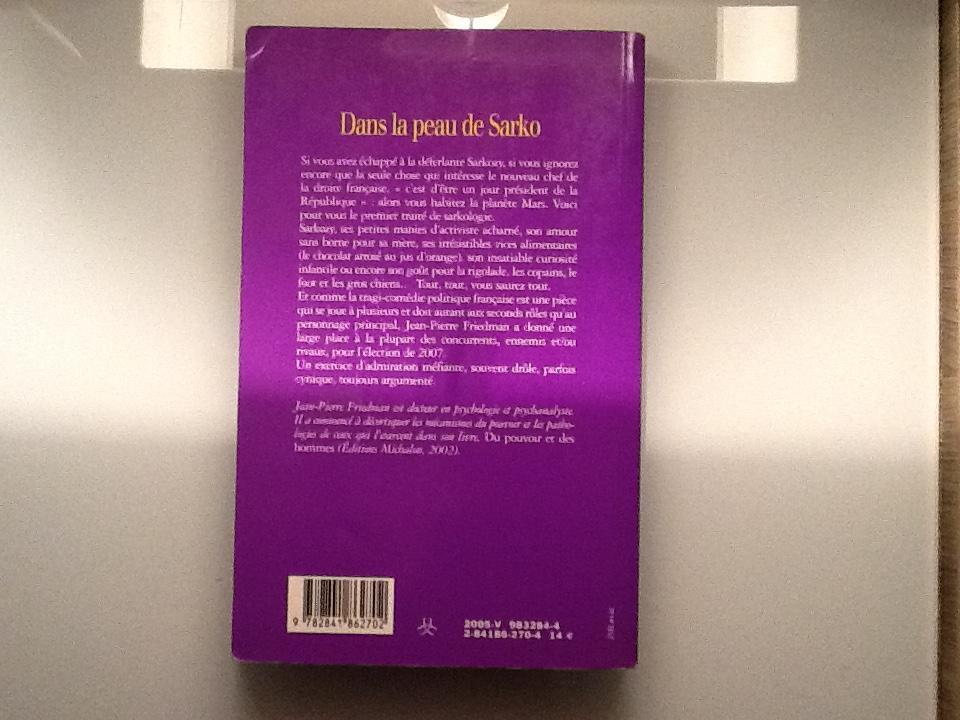 Dans la peau de Sarko
Si vous avez échappé à la déferlante Sarkozy, si vous ignorez
encore que la seule chose qui intéresse le nouveau chef de
la droite française, « c'est d'être un jour président de la
République » : alors vous habitez la planète Mars. Voici
pour vous le premier traité de sarkologie.
Sarkozy, ses petites manies d'activiste acharné, son amour
sans borne pour sa mère, ses irrésistibles vices alimentaires
(le chocolat arrosé au jus d'orange), son insatiable curiosité
infantile ou encore son goût pour la rigolade, les copains, le
foot et les gros chiens... Tout, tout, vous saurez tout.
Et comme la tragi-comédie politique française est une pièce
qui se joue à plusieurs et doit autant aux seconds rôles qu'au
personnage principal, Jean-Pierre Friedman a donné une
large place à la plupart des concurrents, ennemis et/ou
rivaux, pour l'élection de 2007.
Un exercice d'admiration méfiante, souvent drôle, parfois
cynique, toujours argumenté.
Jean-Pierre Friedman est docteur en psychologie et psychanalyste.
Il a commencé à décortiquer les mécanismes du pouvoir et les patho-
logies de ceux qui l'exercent dans son livre, Du pouvoir et des
hommes (Éditions Michalon, 2002).
9 782841 862702
2005-V 983284-4
2-84186-270-4 14 €